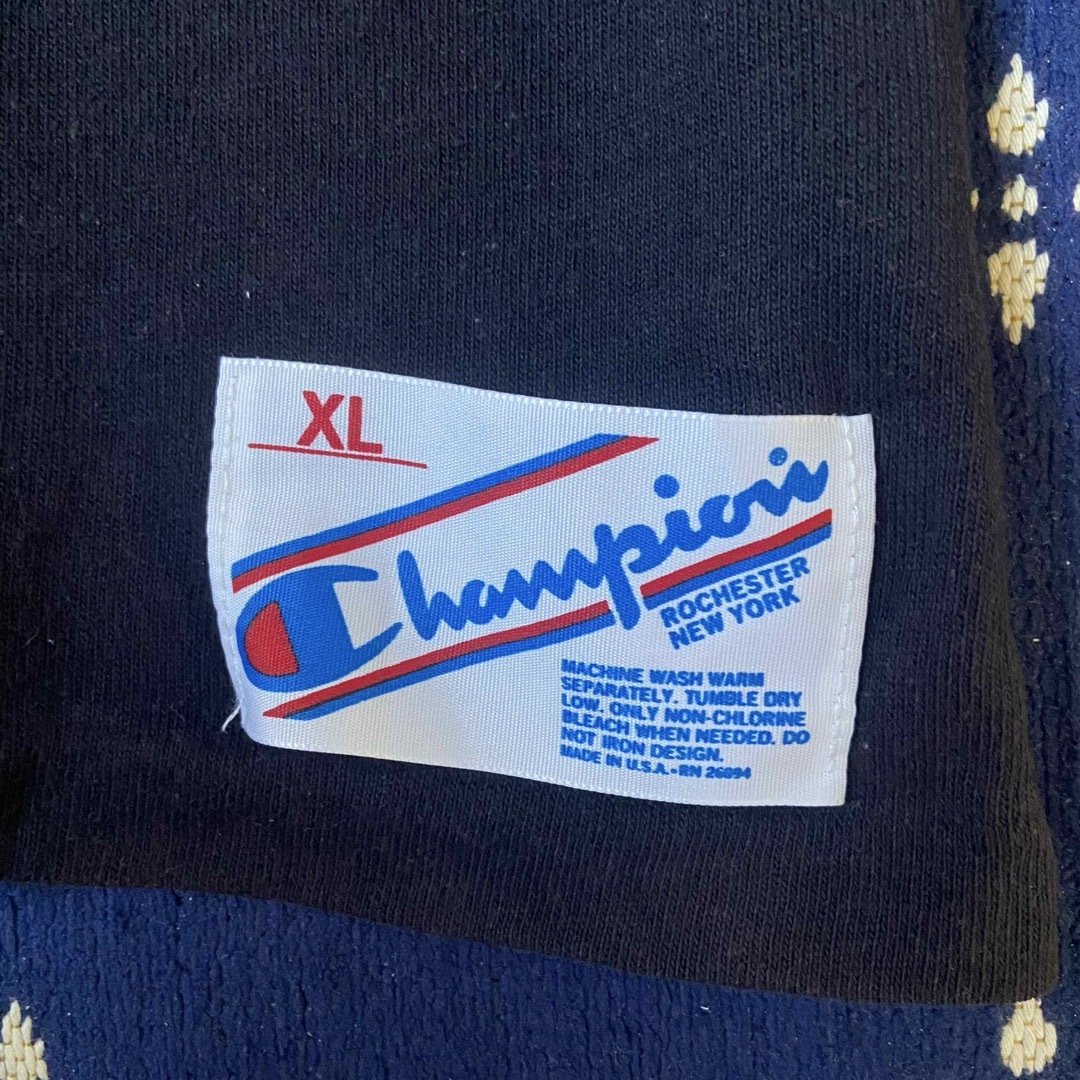 XL
Champion
ROCHESTER
NEW YORK
MACHINE WASH WARM
SEPARATELY. TUMBLE DRY
LOW. ONLY NON-CHLORINE
BLEACH WHEN NEEDED. DO
NOT IRON DESIGN.
MADE IN U.S.A.-RN 26094